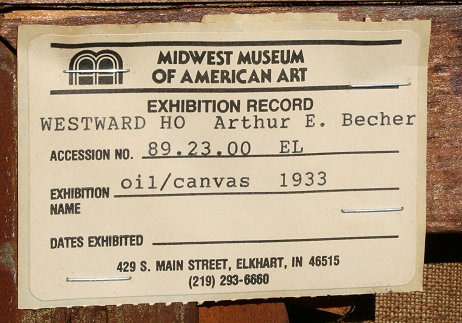 MIDWEST MUSEUM
OF AMERICAN ART
EXHIBITION RECORD
WESTWARD HO Arthur E. Becher
ACCESSION NO. 89.23.00 EL
EXHIBITION oil/canvas 1933
NAME
DATES EXHIBITED
429 S. MAIN STREET, ELKHART, IN 46515
(219) 293-6660